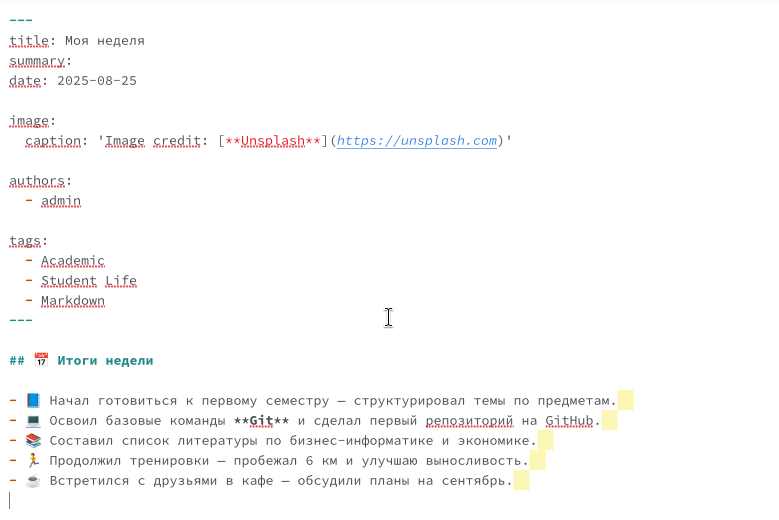 ---
title: Моя неделя
summary:
date: 2025-08-25
image:
caption: 'Image credit: [**Unsplash**](https://unsplash.com)'
authors:
- admin
tags:
- Academic
- Student Life
- Markdown
---
## 📅 Итоги недели
- 📘 Начал готовиться к первому семестру — структурировал темы по предметам.
- 💻 Освоил базовые команды **Git** и сделал первый репозиторий на GitHub.
- 📚 Составил список литературы по бизнес-информатике и экономике.
- 🏃 Продолжил тренировки — пробежал 6 км и улучшаю выносливость.
- ☕ Встретился с друзьями в кафе — обсудили планы на сентябрь.